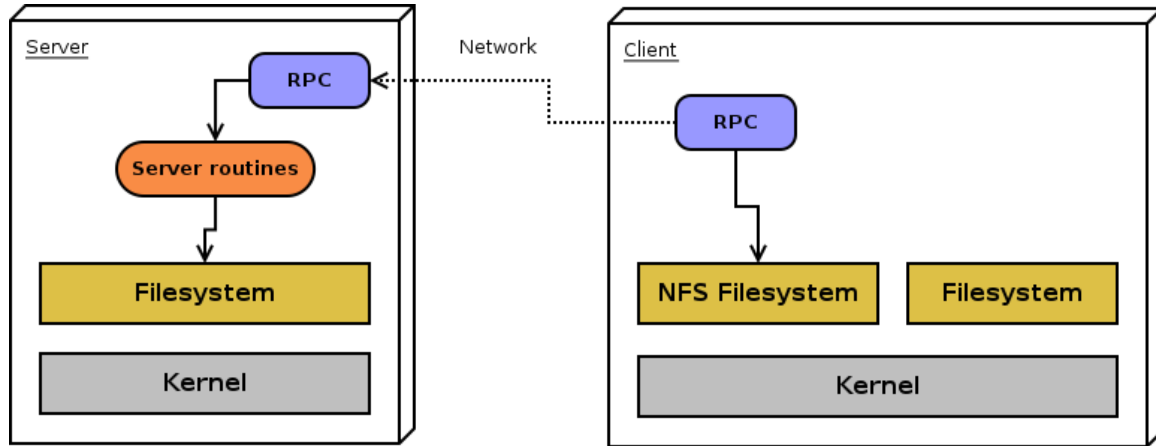 Server
RPC
Server routines
Filesystem
Kernel
Network
Client
RPC
NFS Filesystem
Filesystem
Kernel